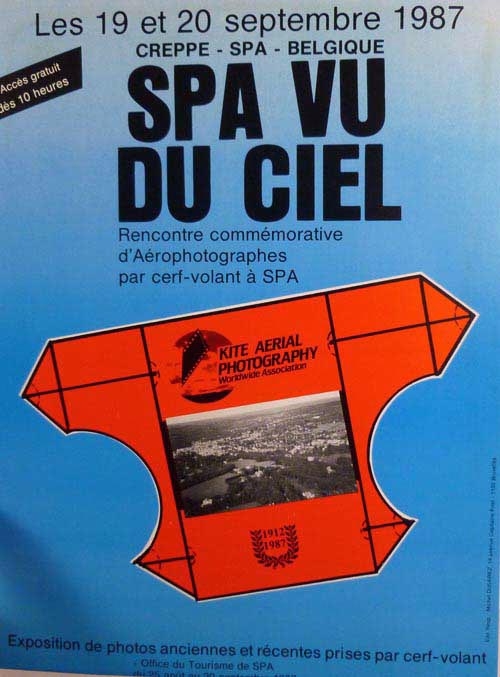 Les 19 et 20 septembre 1987
CREPPE - SPA - BELGIQUE
Accès gratuit
dès 10 heures
SPA VU
DU CIEL
Rencontre commémorative
d'Aérophotographes
par cerf-volant à SPA
KITE AERIAL
PHOTOGRAPHY
Worldwide Association
1912
1987
Exposition de photos anciennes et récentes prises par cerf-volant
Office du Tourisme de SPA